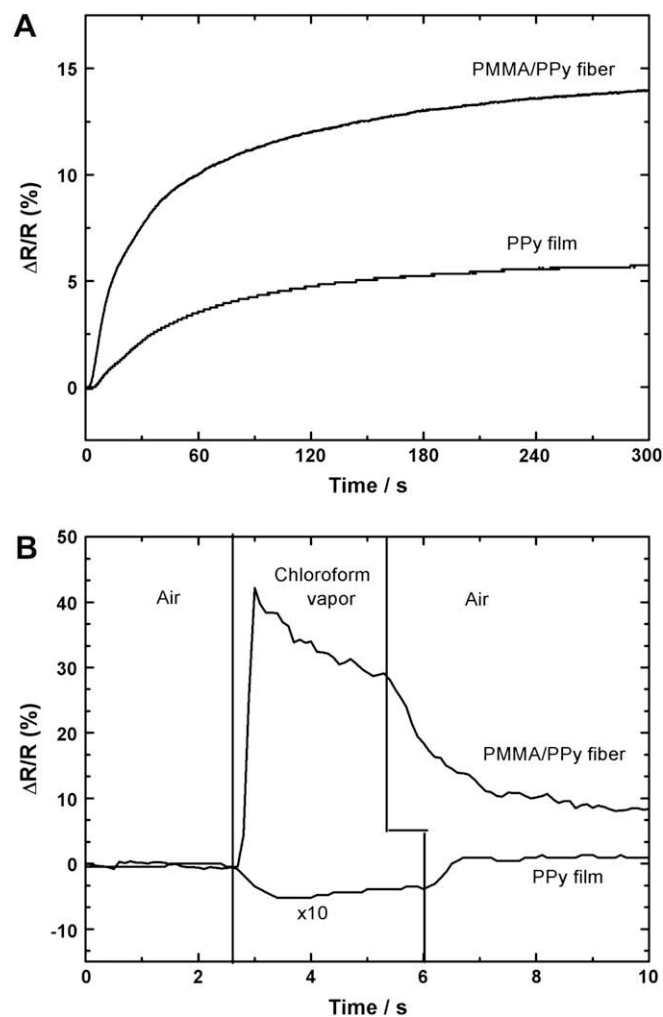 A
15
PMMA/PPy fiber
10
ΔR/R (%)
PPy film
5
0
0 60 120 180 240 300
Time / s
B
50
Chloroform
Air vapor Air
40
30
ΔR/R (%)
20
PMMA/PPy fiber
10
0
PPy film
x10
-10
0 2 4 6 8 10
Time / s